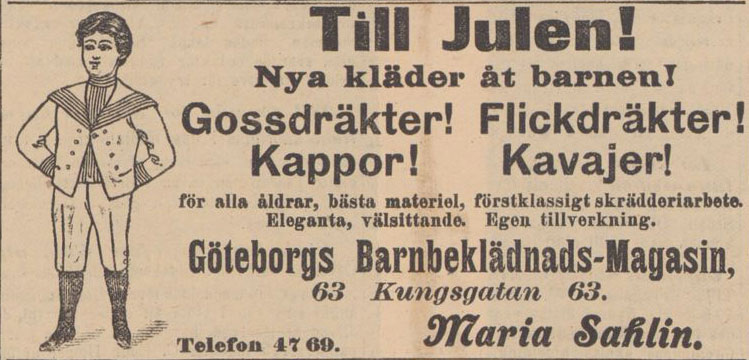 Till Julen!
Nya kläder åt barnen!
Gossdräkter! Flickdräkter!
Kappor! Kavajer!
för alla åldrar, bästa materiel, förstklassigt skrädderiarbete.
Eleganta, välsittande. Egen tillverkning.
Göteborgs Barnbeklädnads-Magasin,
63 Kungsgatan 63.
Telefon 47 69. Maria Sahlin.